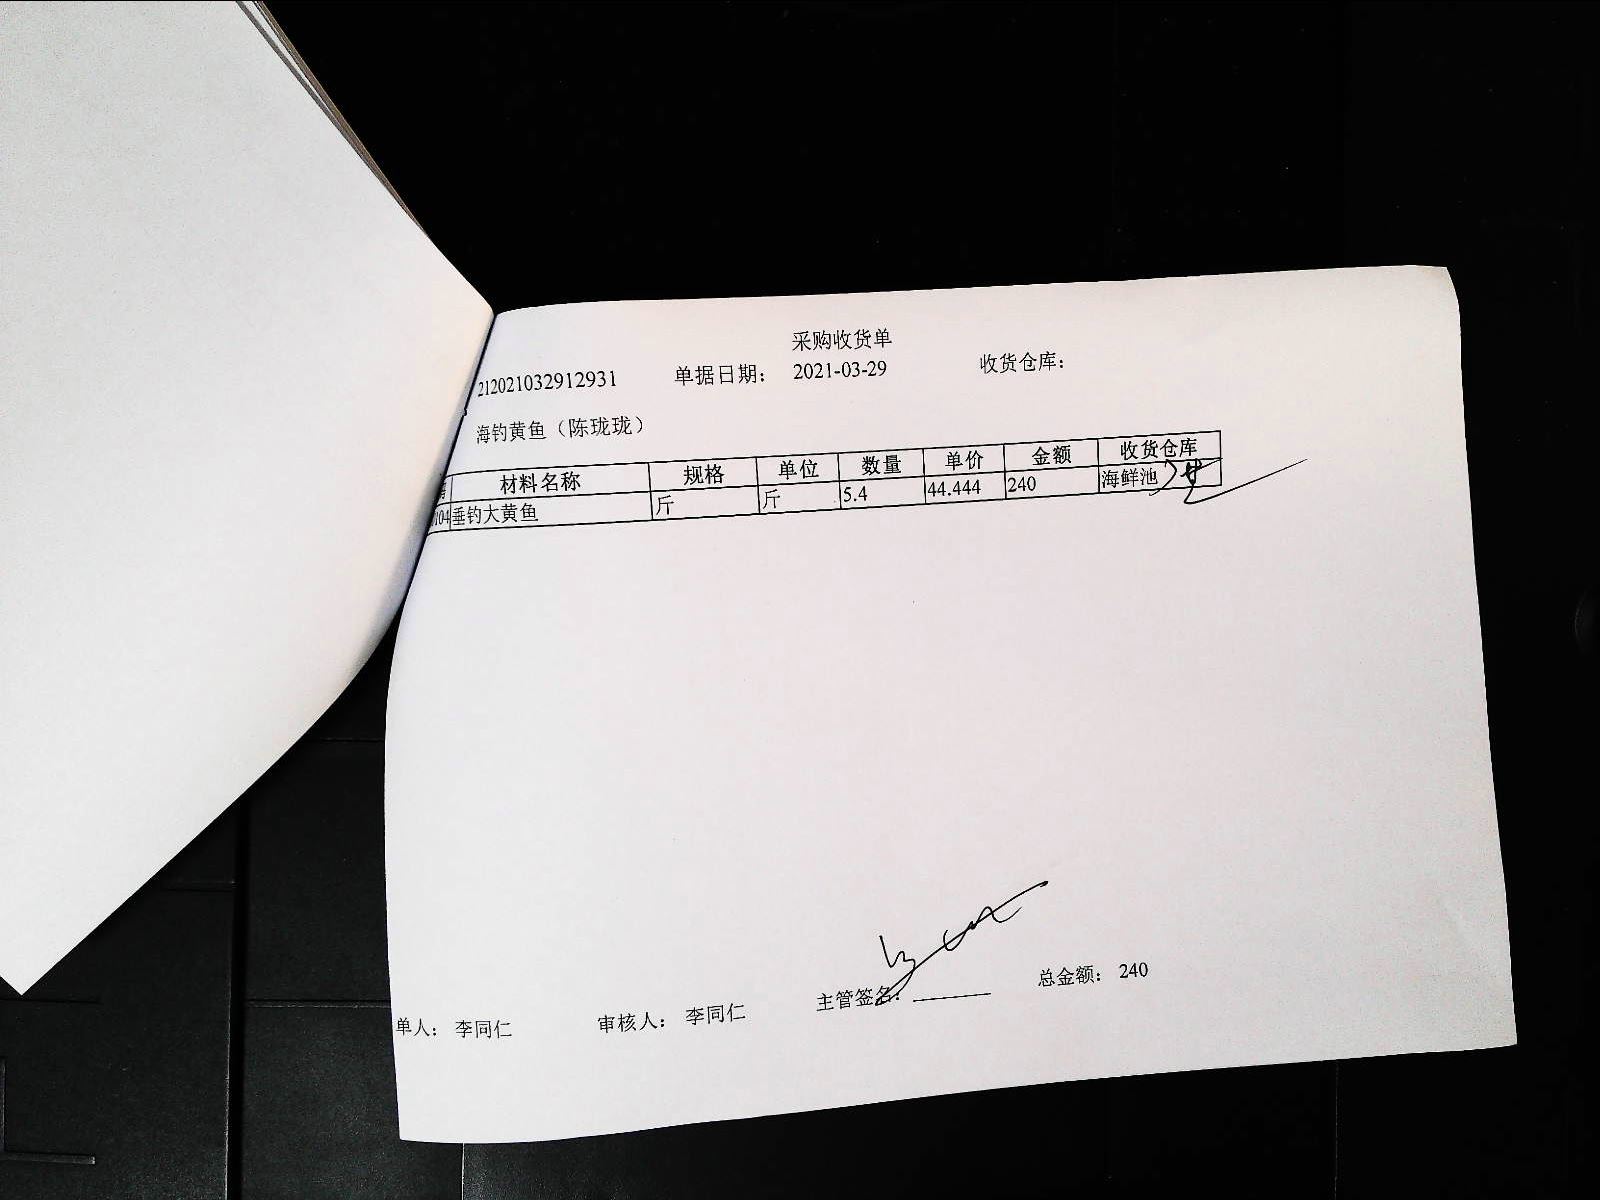 采购收货单
212021032912931 单据日期： 2021-03-29 收货仓库：
海钓黄鱼（陈珑珑）
材料名称 规格 单位 数量 单价 金额 收货仓库
104 垂钓大黄鱼 斤 斤 5.4 44.444 240 海鲜池
单人： 李同仁 审核人： 李同仁 主管签名： 总金额： 240